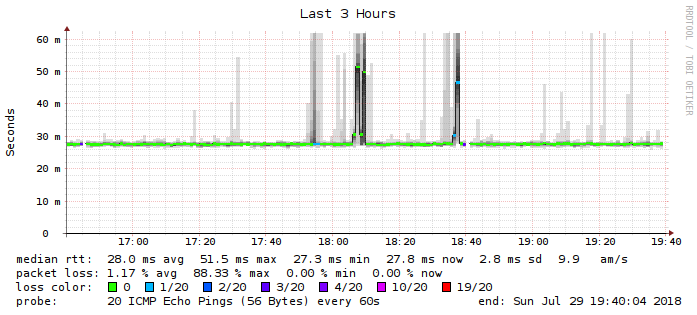 Last 3 Hours
RRDTOOL / TOBI OETIKER
Seconds
60 m
50 m
40 m
30 m
20 m
10 m
0
17:00 17:20 17:40 18:00 18:20 18:40 19:00 19:20 19:40
median rtt: 28.0 ms avg 51.5 ms max 27.3 ms min 27.8 ms now 2.8 ms sd 9.9 am/s
packet loss: 1.17 % avg 88.33 % max 0.00 % min 0.00 % now
loss color: 0 1/20 2/20 3/20 4/20 10/20 19/20
probe: 20 ICMP Echo Pings (56 Bytes) every 60s end: Sun Jul 29 19:40:04 2018